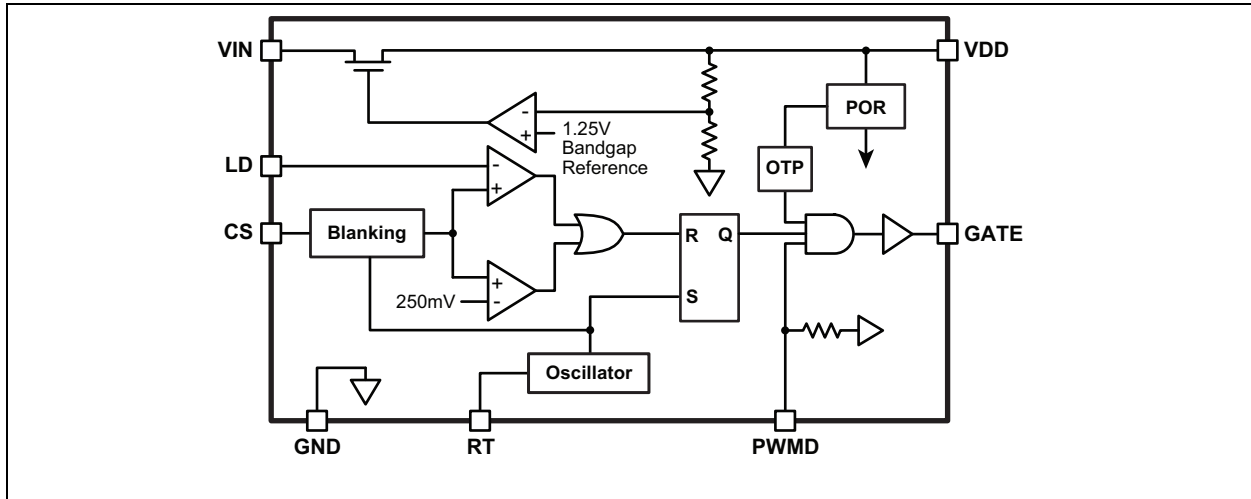 VIN
VDD
POR
-
+
1.25V
Bandgap
Reference
OTP
LD
-
+
CS
Blanking
R
Q
GATE
+
-
250mV
S
Oscillator
GND
RT
PWMD